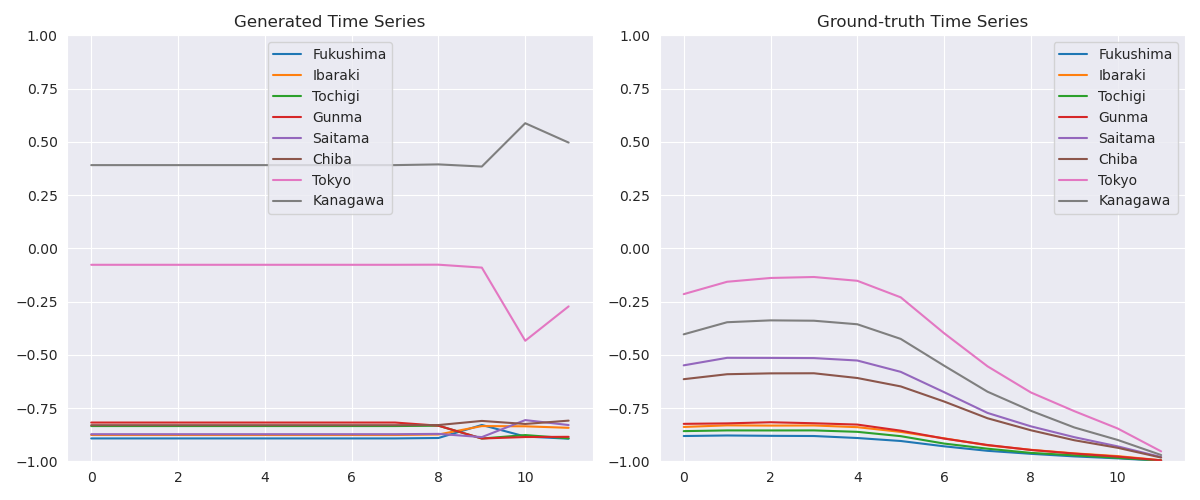 Generated Time Series
1.00
0.75
0.50
0.25
0.00
−0.25
−0.50
−0.75
−1.00
0 2 4 6 8 10
Fukushima
Ibaraki
Tochigi
Gunma
Saitama
Chiba
Tokyo
Kanagawa
Ground-truth Time Series
1.00
0.75
0.50
0.25
0.00
−0.25
−0.50
−0.75
−1.00
0 2 4 6 8 10
Fukushima
Ibaraki
Tochigi
Gunma
Saitama
Chiba
Tokyo
Kanagawa